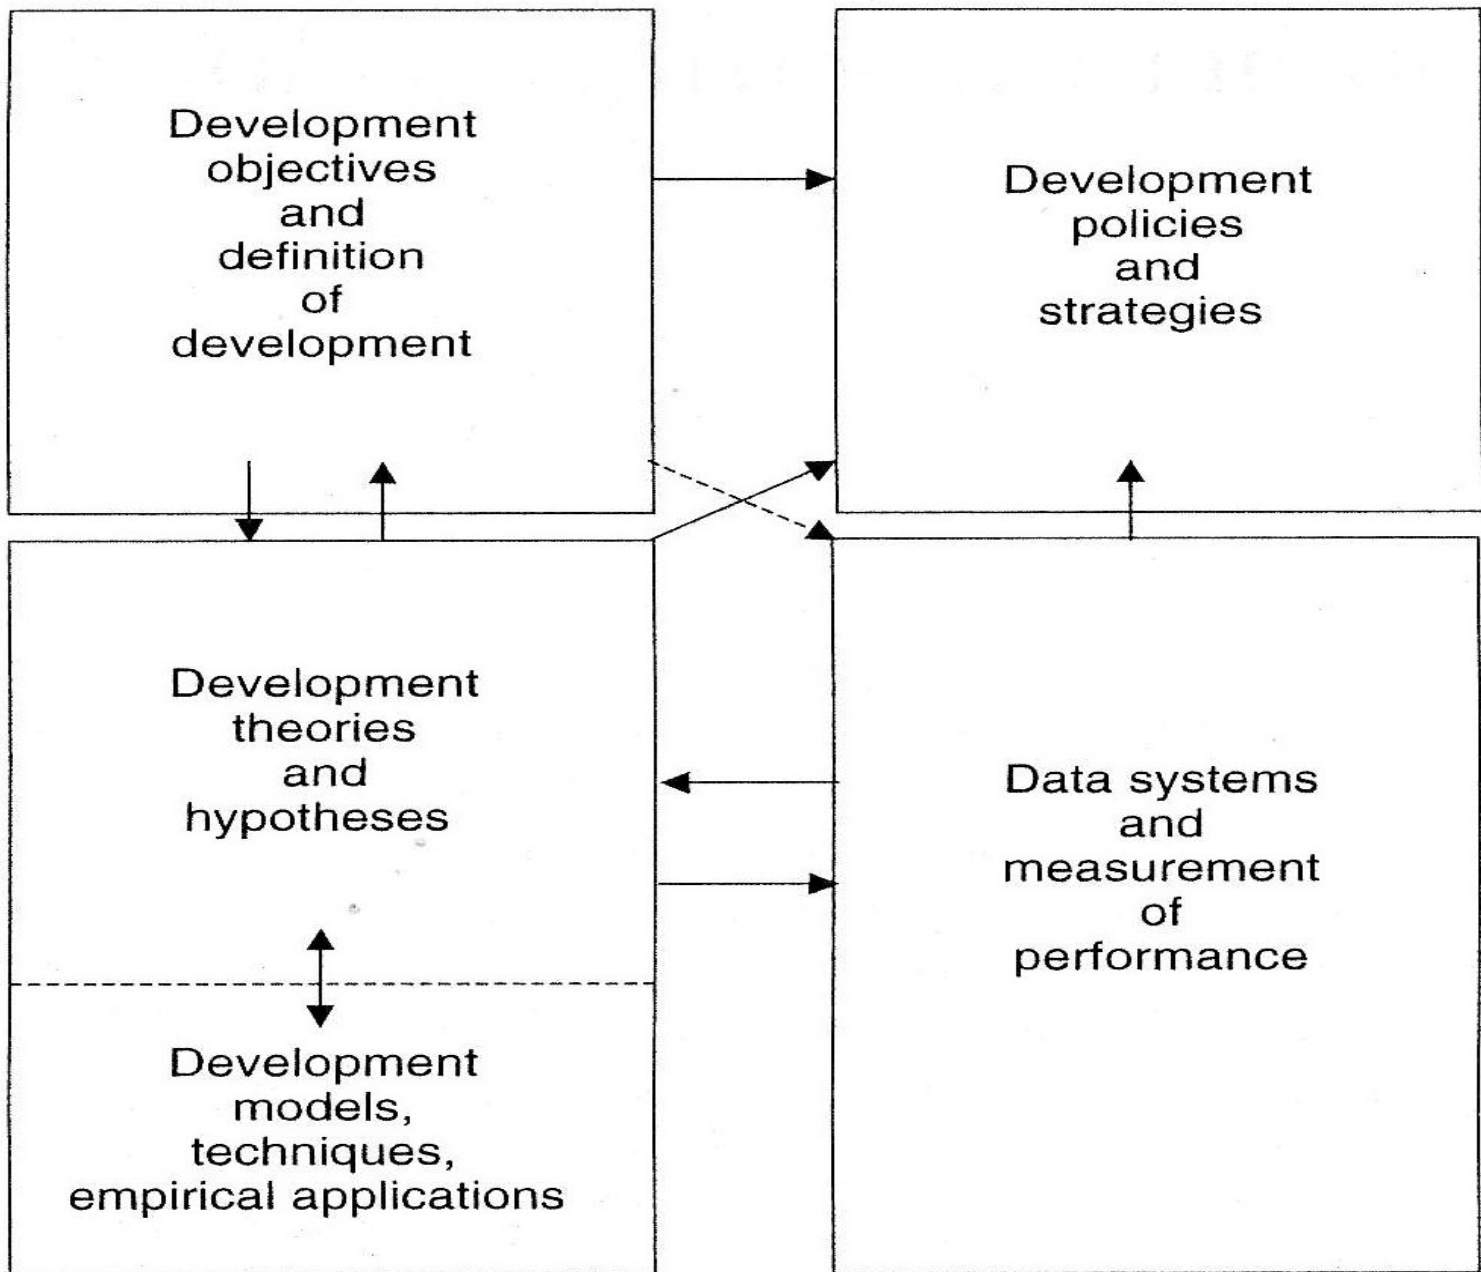 Development
objectives
and
definition
of
development
Development
policies
and
strategies
Development
theories
and
hypotheses
Data systems
and
measurement
of
performance
Development
models,
techniques,
empirical applications